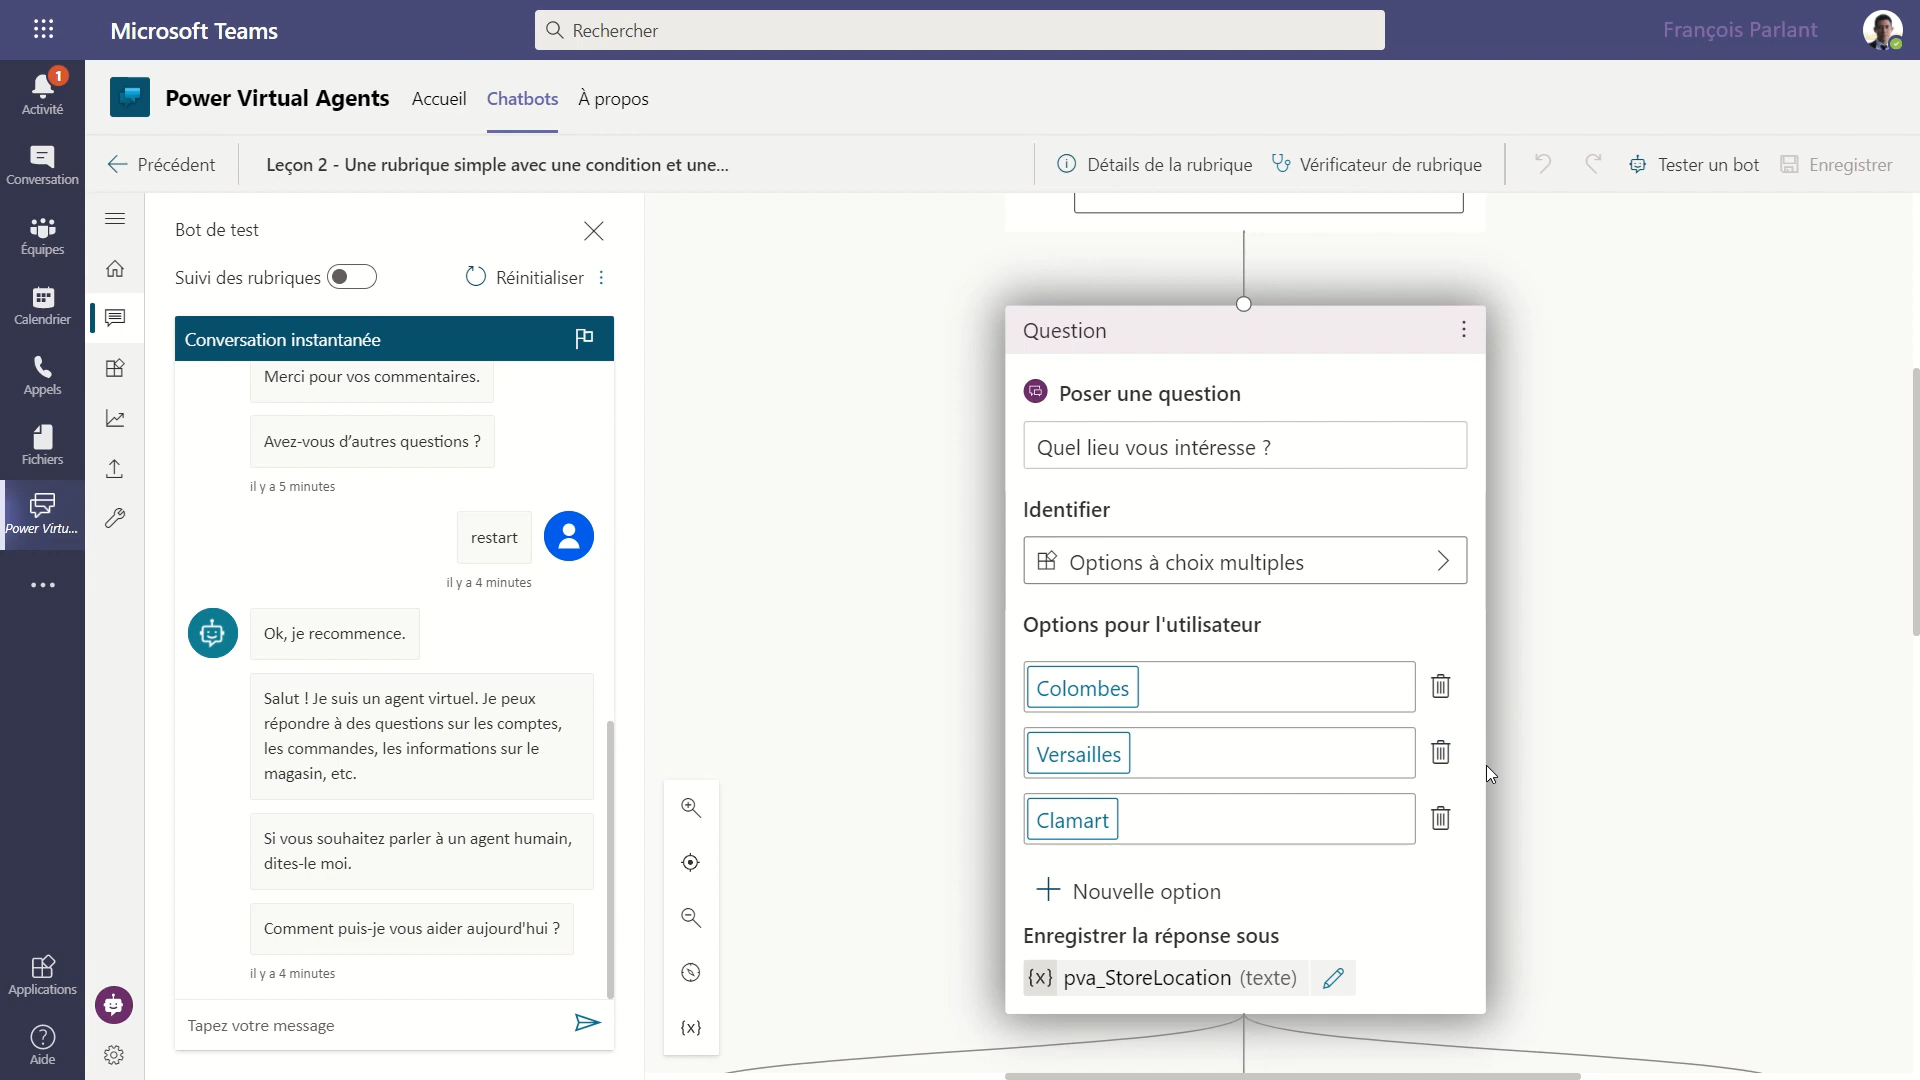 Microsoft Teams
Rechercher
François Parlant
1
Activité
Conversation
Équipes
Calendrier
Appels
Fichiers
Power Virtu...
Applications
Aide
Power Virtual Agents
Accueil
Chatbots
À propos
Précédent
Leçon 2 - Une rubrique simple avec une condition et une...
Détails de la rubrique
Vérificateur de rubrique
Tester un bot
Enregistrer
Bot de test
Suivi des rubriques
Réinitialiser
Conversation instantanée
Merci pour vos commentaires.
Avez-vous d'autres questions ?
il y a 5 minutes
restart
il y a 4 minutes
Ok, je recommence.
Salut ! Je suis un agent virtuel. Je peux
répondre à des questions sur les comptes,
les commandes, les informations sur le
magasin, etc.
Si vous souhaitez parler à un agent humain,
dites-le moi.
Comment puis-je vous aider aujourd'hui ?
il y a 4 minutes
Tapez votre message
{x}
Question
Poser une question
Quel lieu vous intéresse ?
Identifier
Options à choix multiples
Options pour l'utilisateur
Colombes
Versailles
Clamart
Nouvelle option
Enregistrer la réponse sous
{x} pva_StoreLocation (texte)